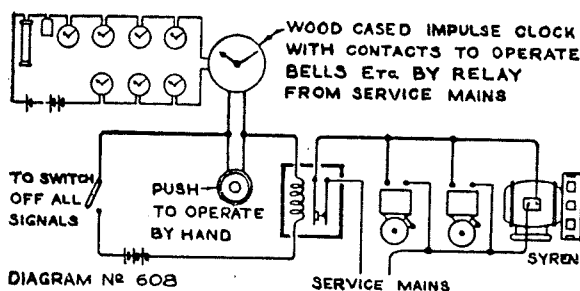 WOOD CASED IMPULSE CLOCK
WITH CONTACTS TO OPERATE
BELLS ETC BY RELAY
FROM SERVICE MAINS
TO SWITCH
OFF ALL
SIGNALS
PUSH
TO OPERATE
BY HAND
SYREN
SERVICE MAINS
DIAGRAM Nº 608